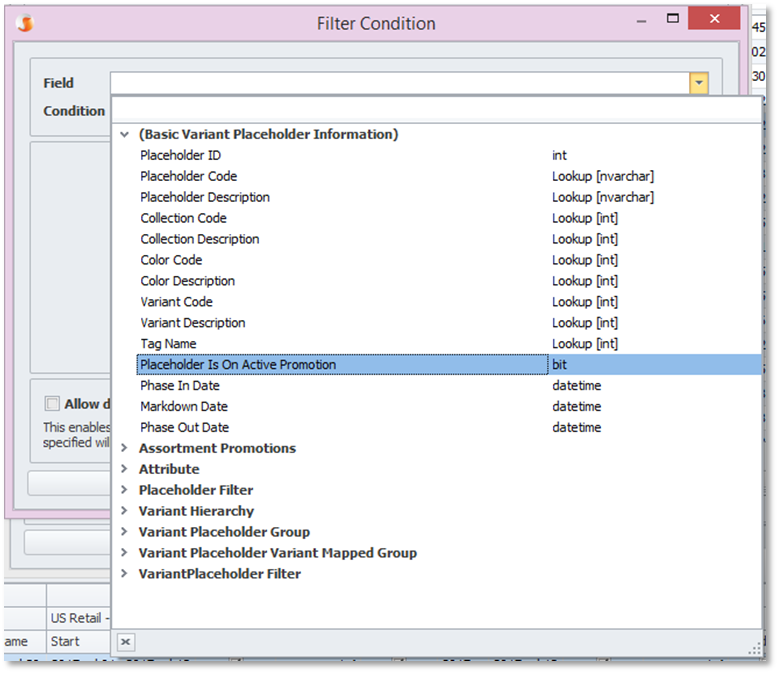 Filter Condition
Field
Condition
(Basic Variant Placeholder Information)
Placeholder ID int
Placeholder Code Lookup [nvarchar]
Placeholder Description Lookup [nvarchar]
Collection Code Lookup [int]
Collection Description Lookup [int]
Color Code Lookup [int]
Color Description Lookup [int]
Variant Code Lookup [int]
Variant Description Lookup [int]
Tag Name Lookup [int]
Placeholder Is On Active Promotion bit
Phase In Date datetime
Markdown Date datetime
Phase Out Date datetime
Allow d
This enables
specified wil
Assortment Promotions
Attribute
Placeholder Filter
Variant Hierarchy
Variant Placeholder Group
Variant Placeholder Variant Mapped Group
VariantPlaceholder Filter
US Retail -
ame Start
45
02
30